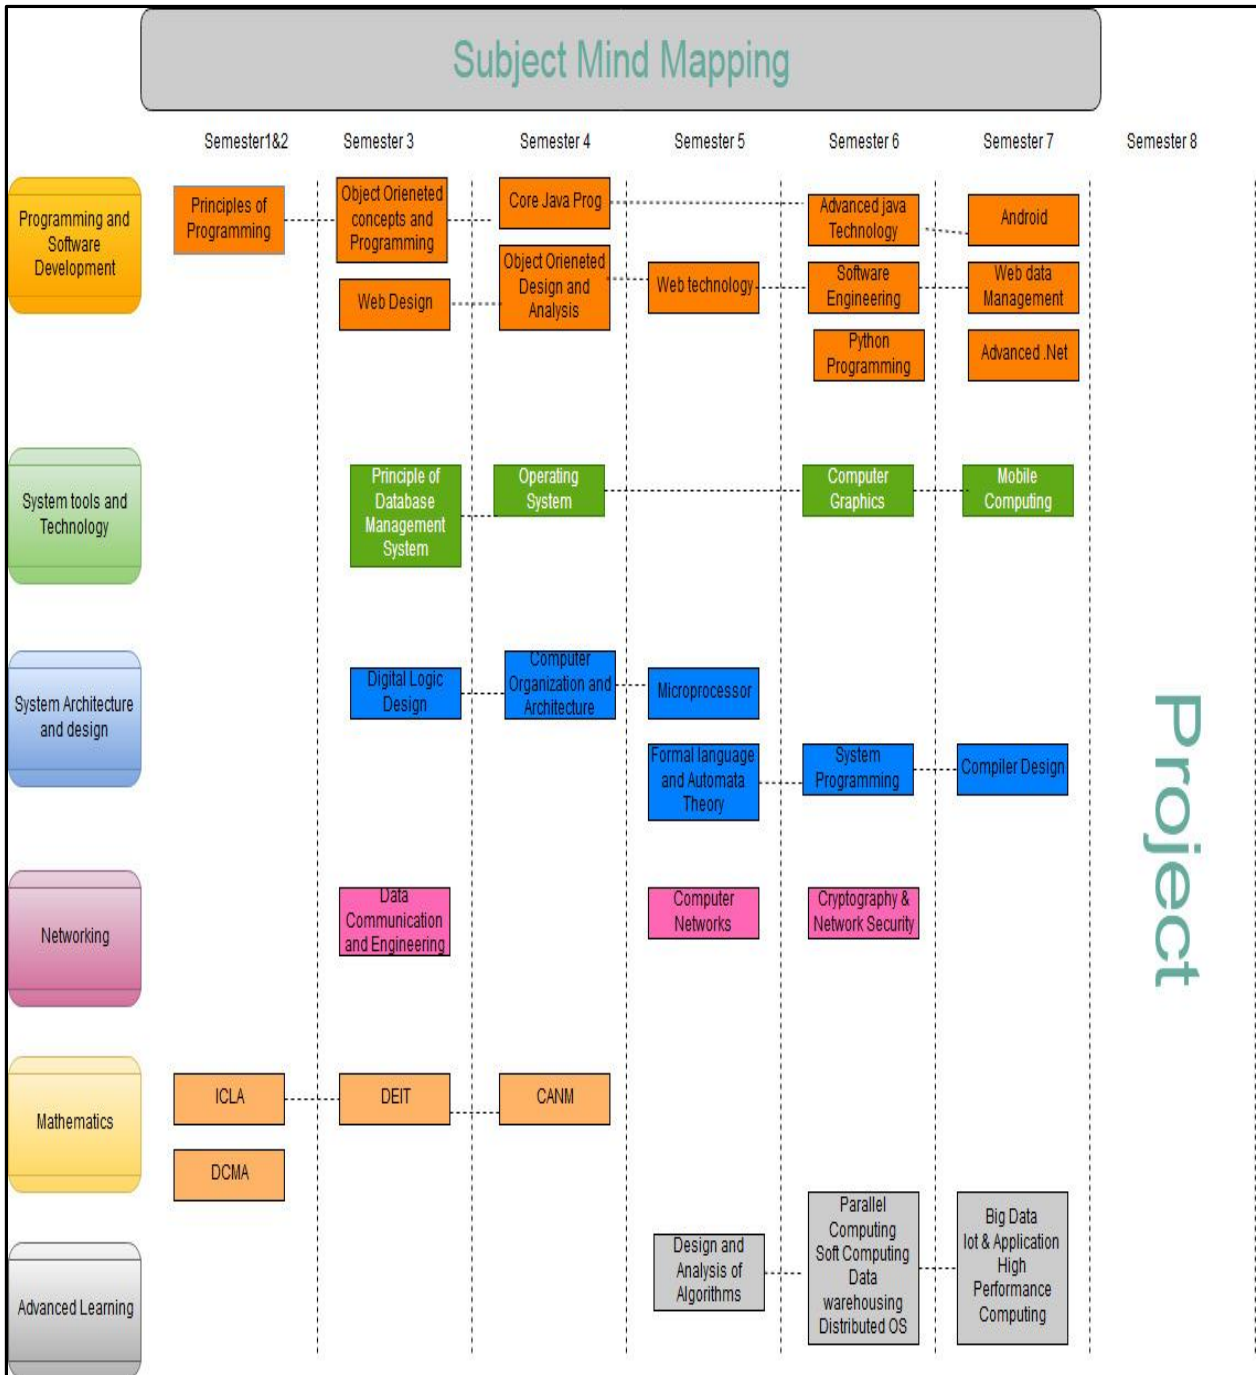 Subject Mind Mapping
Semester1&2
Semester 3
Semester 4
Semester 5
Semester 6
Semester 7
Semester 8
Programming and
Software
Development
Principles of
Programming
Object Orieneted
concepts and
Programming
Web Design
Core Java Prog
Object Orieneted
Design and
Analysis
Web technology
Advanced java
Technology
Software
Engineering
Python
Programming
Android
Web data
Management
Advanced .Net
System tools and
Technology
Principle of
Database
Management
System
Operating
System
Computer
Graphics
Mobile
Computing
System Architecture
and design
Digital Logic
Design
Computer
Organization and
Architecture
Microprocessor
Formal language
and Automata
Theory
System
Programming
Compiler Design
Networking
Data
Communication
and Engineering
Computer
Networks
Cryptography &
Network Security
Mathematics
ICLA
DCMA
DEIT
CANM
Advanced Learning
Design and
Analysis of
Algorithms
Parallel
Computing
Soft Computing
Data
warehousing
Distributed OS
Big Data
Iot & Application
High
Performance
Computing
Project